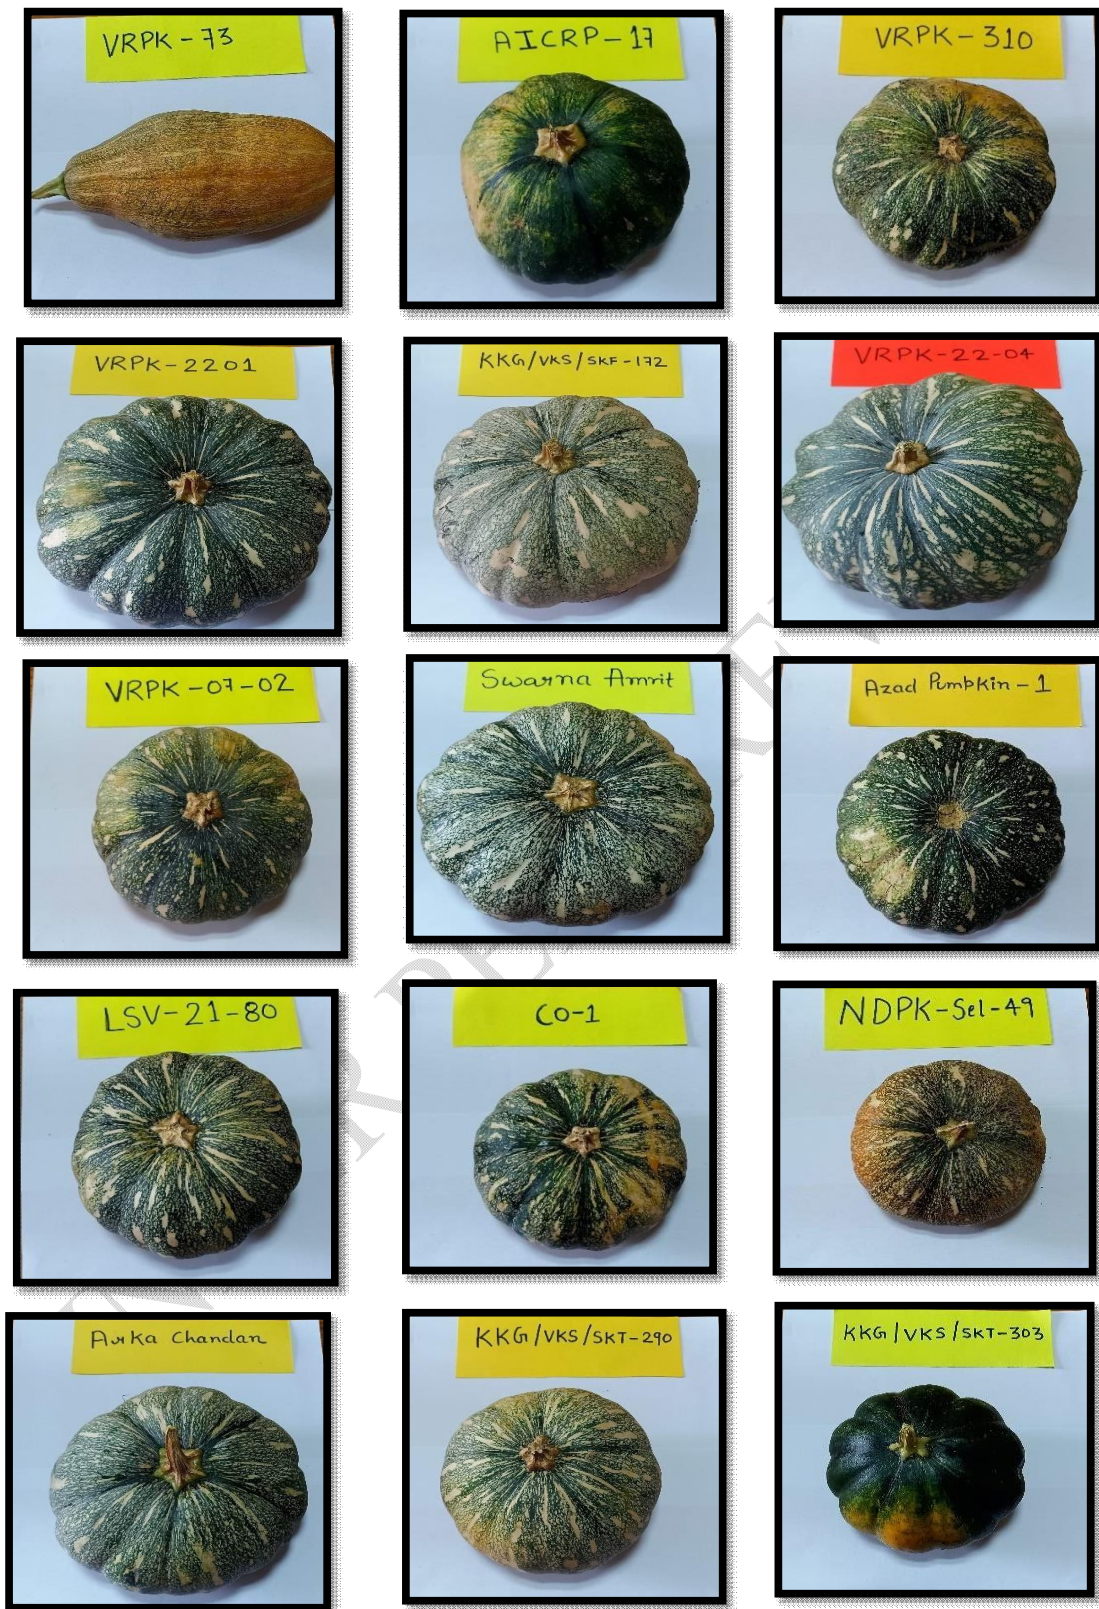 VRPK-73
AICRP-17
VRPK-310
VRPK-2201
KKG/VKS/SKF-172
VRPK-22-04
VRPK-07-02
Swarna Amrit
Azad Pumpkin-1
LSV-21-80
CO-1
NDPK-Sel-49
Arka Chandan
KKG/VKS/SKT-290
KKG/VKS/SKT-303